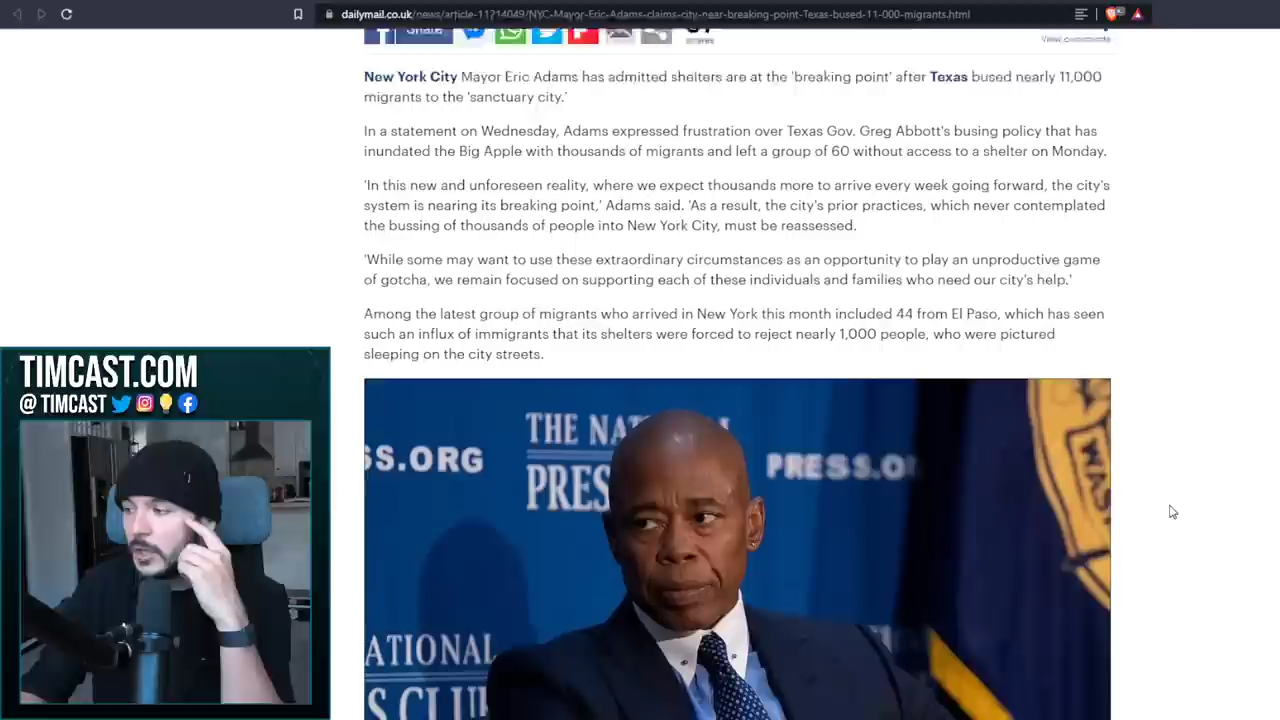 dailymail.co.uk/news/article-11214049/NYC-Mayor-Eric-Adams-claims-city-near-breaking-point-Texas-bused-11-000-migrants.html
Share
View comments
New York City Mayor Eric Adams has admitted shelters are at the 'breaking point' after Texas bused nearly 11,000
migrants to the 'sanctuary city.'
In a statement on Wednesday, Adams expressed frustration over Texas Gov. Greg Abbott's busing policy that has
inundated the Big Apple with thousands of migrants and left a group of 60 without access to a shelter on Monday.
'In this new and unforeseen reality, where we expect thousands more to arrive every week going forward, the city's
system is nearing its breaking point,' Adams said. 'As a result, the city's prior practices, which never contemplated
the bussing of thousands of people into New York City, must be reassessed.
'While some may want to use these extraordinary circumstances as an opportunity to play an unproductive game
of gotcha, we remain focused on supporting each of these individuals and families who need our city's help.'
Among the latest group of migrants who arrived in New York this month included 44 from El Paso, which has seen
such an influx of immigrants that its shelters were forced to reject nearly 1,000 people, who were pictured
sleeping on the city streets.
TIMCAST.COM
@ TIMCAST
THE NAT
PRESS
SS.ORG
PRESS.O
WAS
ATIONAL
S CLU